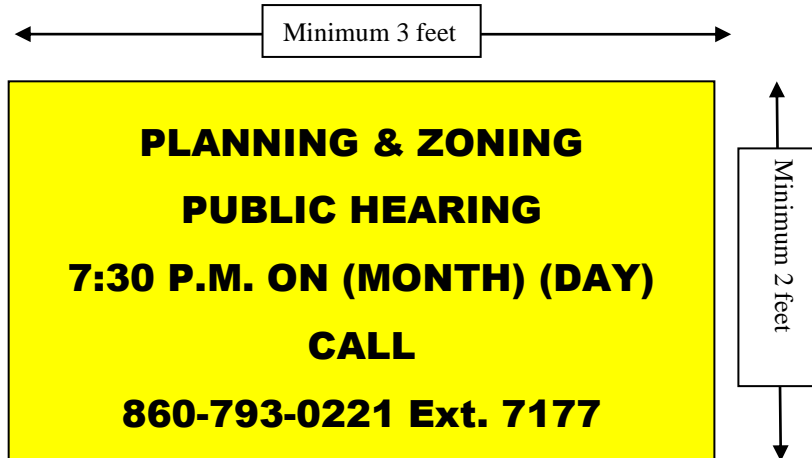 Minimum 3 feet
PLANNING & ZONING
PUBLIC HEARING
7:30 P.M. ON (MONTH) (DAY)
CALL
860-793-0221 Ext. 7177
Minimum 2 feet